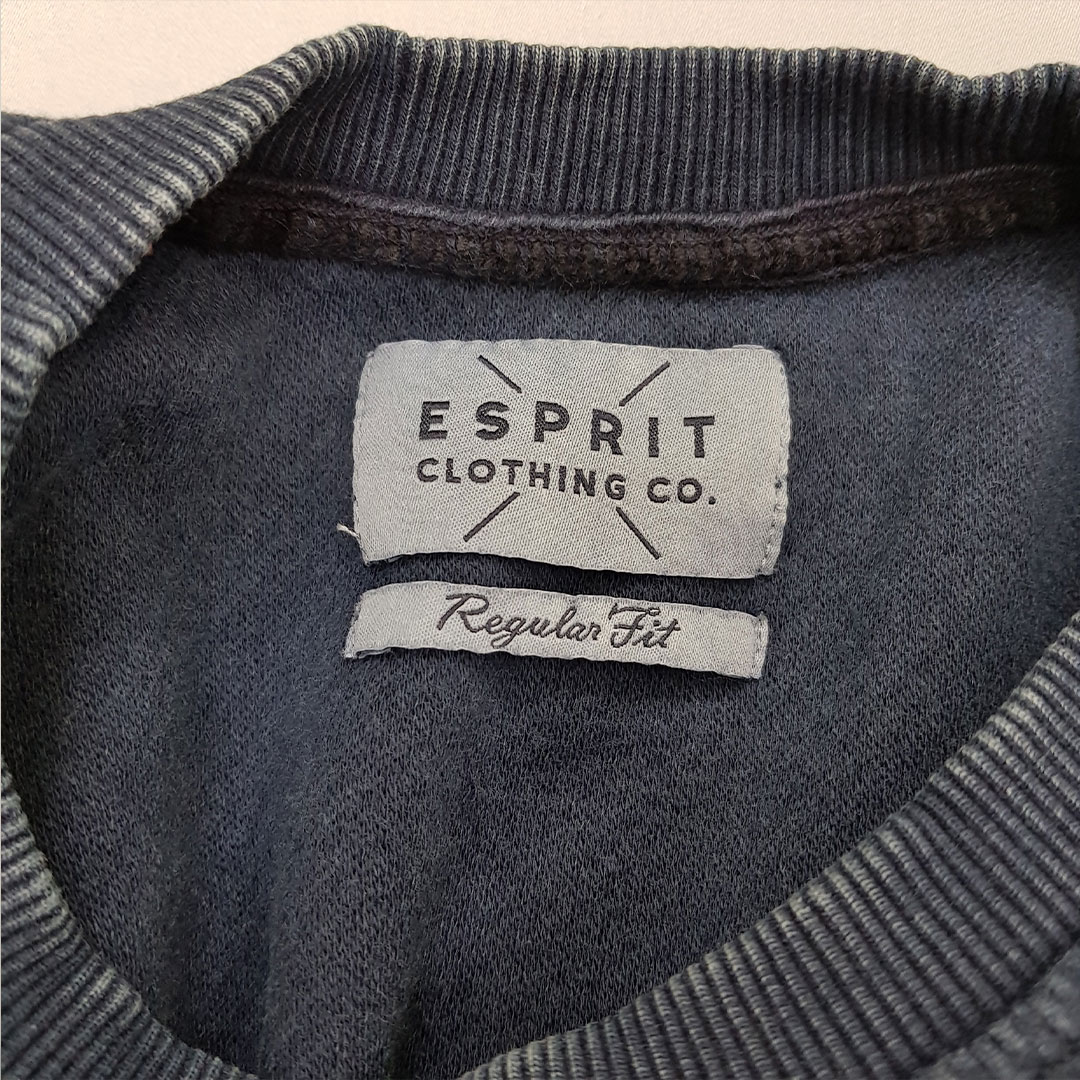 ESPRIT
CLOTHING CO.
Regular Fit